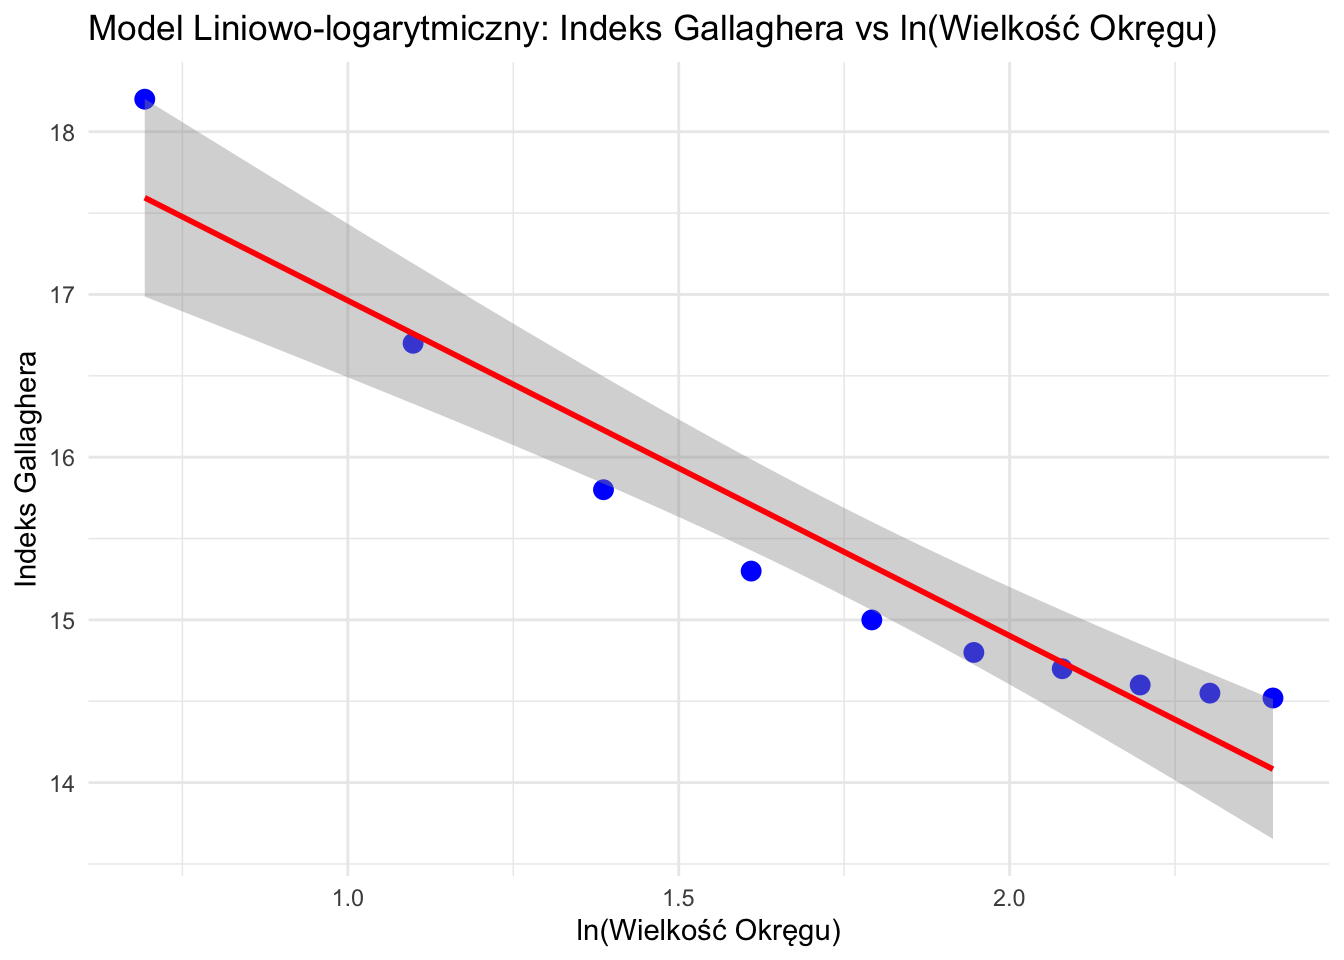 Model Liniowo-logarytmiczny: Indeks Gallaghera vs ln(Wielkość Okręgu)
18
17
16
15
14
Indeks Gallaghera
1.0 1.5 2.0
ln(Wielkość Okręgu)